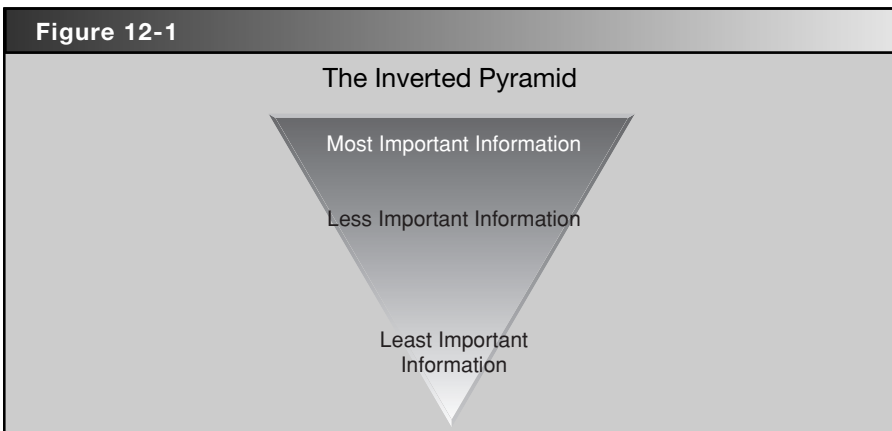 Figure 12-1
The Inverted Pyramid
Most Important Information
Less Important Information
Least Important
Information